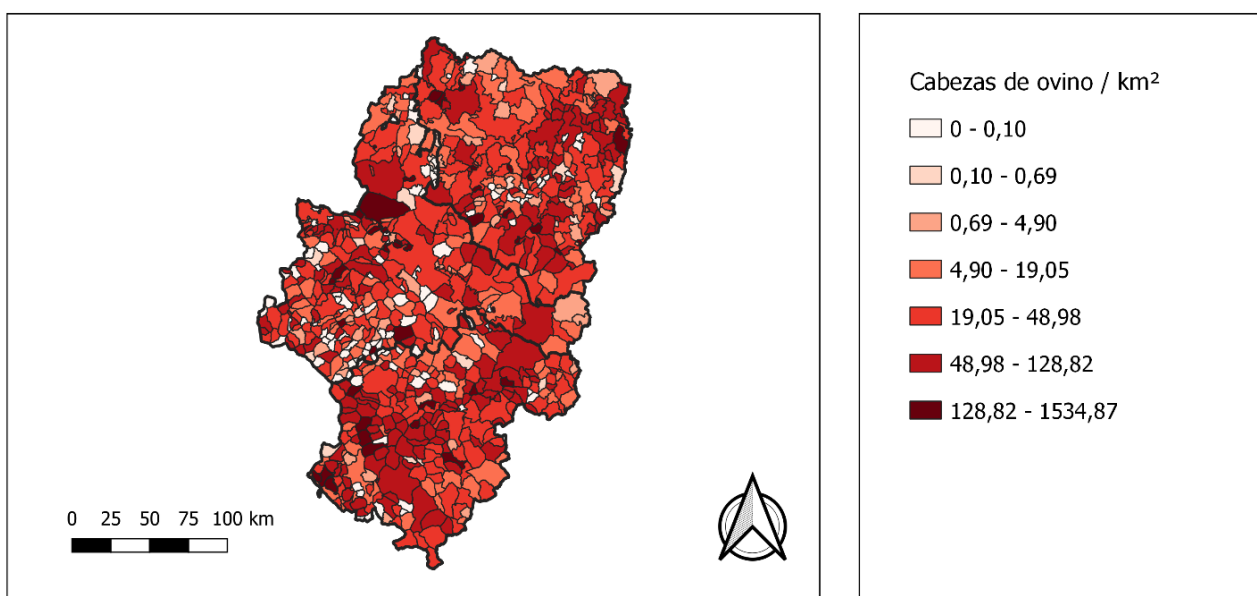 Cabezas de ovino / km²
0 - 0,10
0,10 - 0,69
0,69 - 4,90
4,90 - 19,05
19,05 - 48,98
48,98 - 128,82
128,82 - 1534,87
0 25 50 75 100 km